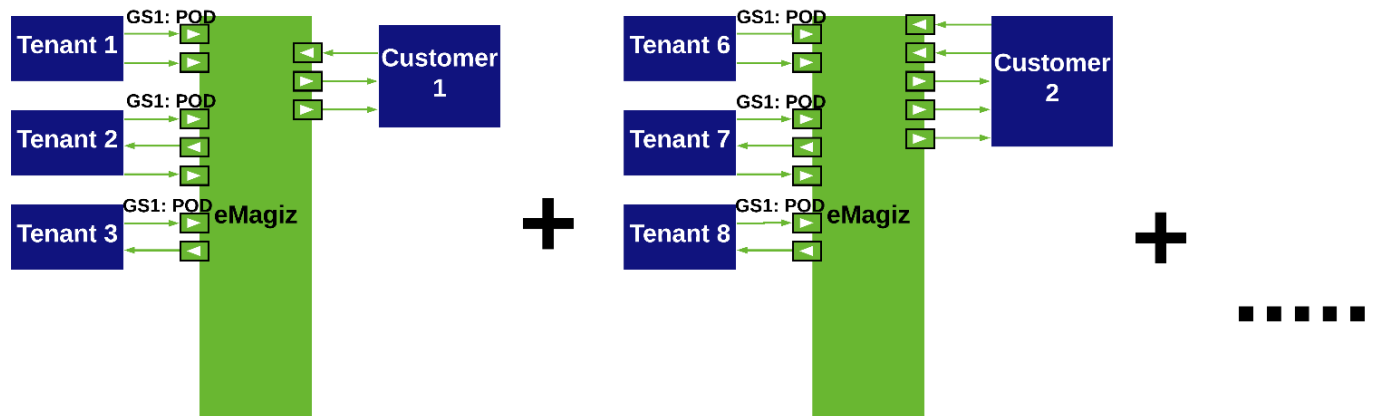 GS1: POD
Tenant 1
Customer
1
GS1: POD
Tenant 2
GS1: POD
Tenant 3
eMagiz
+
GS1: POD
Tenant 6
Customer
2
GS1: POD
Tenant 7
GS1: POD
Tenant 8
eMagiz
+
.....